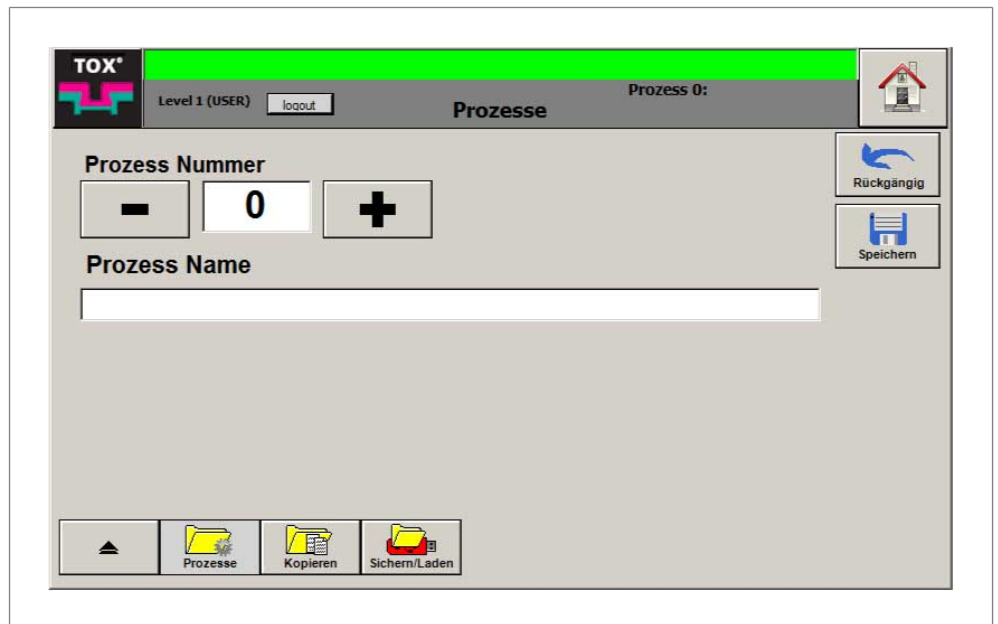 TOX®
Level 1 (USER)
logout
Prozesse
Prozess 0:
Rückgängig
Speichern
Prozess Nummer
0
Prozess Name
Prozesse
Kopieren
Sichern/Laden